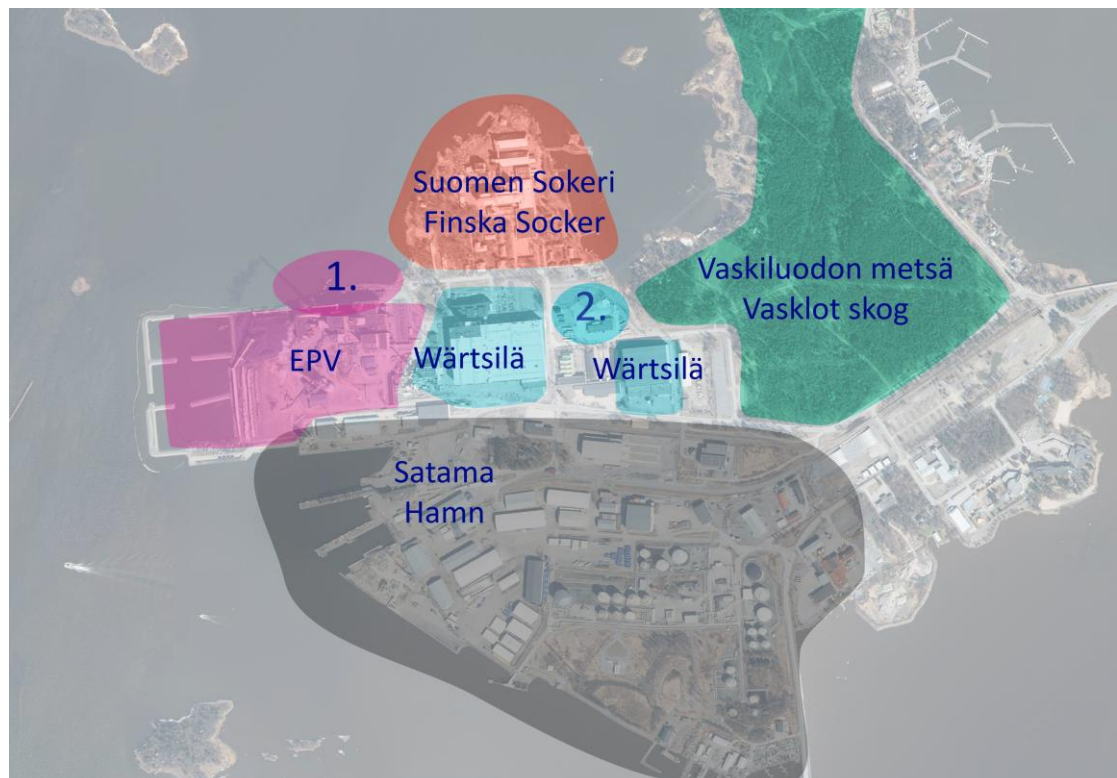 Suomen Sokeri
Finska Socker
1.
2.
Vaskiluodon metsä
Vasklot skog
EPV
Wärtsilä
Wärtsilä
Satama
Hamn